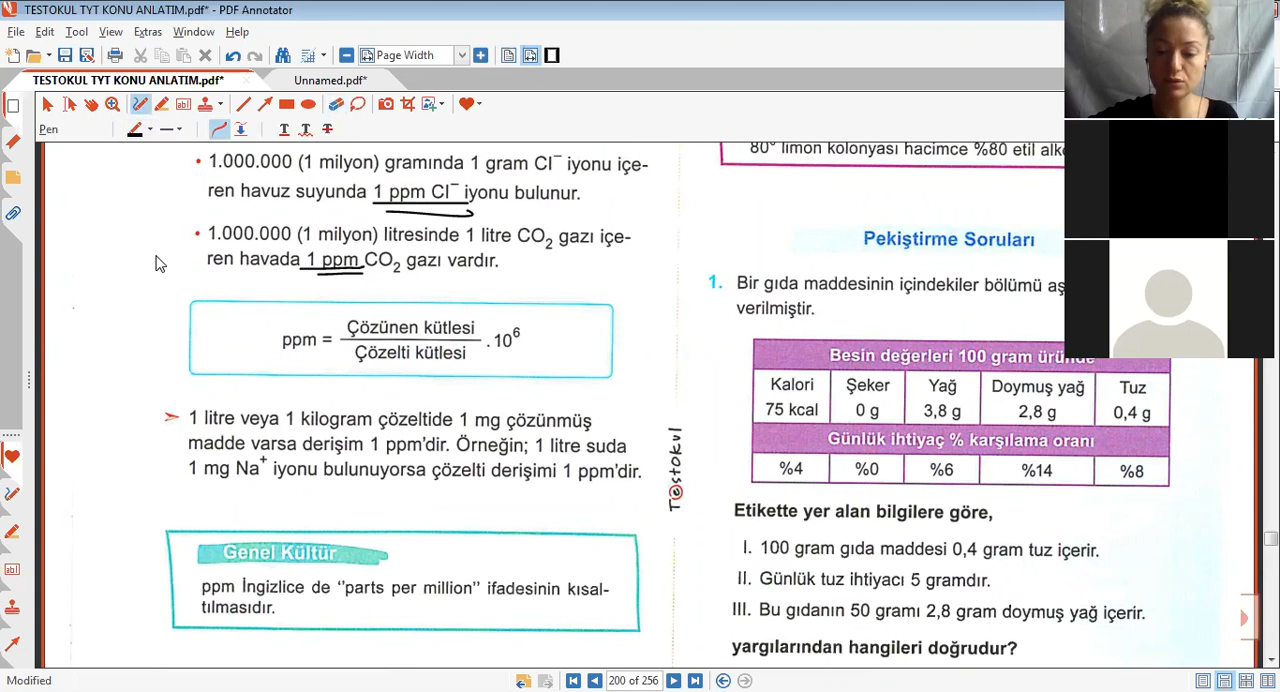 TESTOKUL TYT KONU ANLATIM.pdf* - PDF Annotator
File Edit Tool View Extras Window Help
Page Width
TESTOKUL TYT KONU ANLATIM.pdf*
Unnamed.pdf*
Pen
• 1.000.000 (1 milyon) gramında 1 gram Cl⁻ iyonu içe-
ren havuz suyunda 1 ppm Cl⁻ iyonu bulunur.
• 1.000.000 (1 milyon) litresinde 1 litre CO₂ gazı içe-
ren havada 1 ppm CO₂ gazı vardır.
ppm = Çözünen kütlesi / Çözelti kütlesi . 10⁶
➢ 1 litre veya 1 kilogram çözeltide 1 mg çözünmüş
madde varsa derişim 1 ppm'dir. Örneğin; 1 litre suda
1 mg Na⁺ iyonu bulunuyorsa çözelti derişimi 1 ppm'dir.
Genel Kültür
ppm İngizlice de ''parts per million'' ifadesinin kısal-
tılmasıdır.
Testokul
80° limon kolonyası hacimce %80 etil alk
Pekiştirme Soruları
1. Bir gıda maddesinin içindekiler bölümü aş
verilmiştir.
Besin değerleri 100 gram üründe
Kalori Şeker Yağ Doymuş yağ Tuz
75 kcal 0 g 3,8 g 2,8 g 0,4 g
Günlük ihtiyaç % karşılama oranı
%4 %0 %6 %14 %8
Etikette yer alan bilgilere göre,
I. 100 gram gıda maddesi 0,4 gram tuz içerir.
II. Günlük tuz ihtiyacı 5 gramdır.
III. Bu gıdanın 50 gramı 2,8 gram doymuş yağ içerir.
yargılarından hangileri doğrudur?
Modified
200 of 256